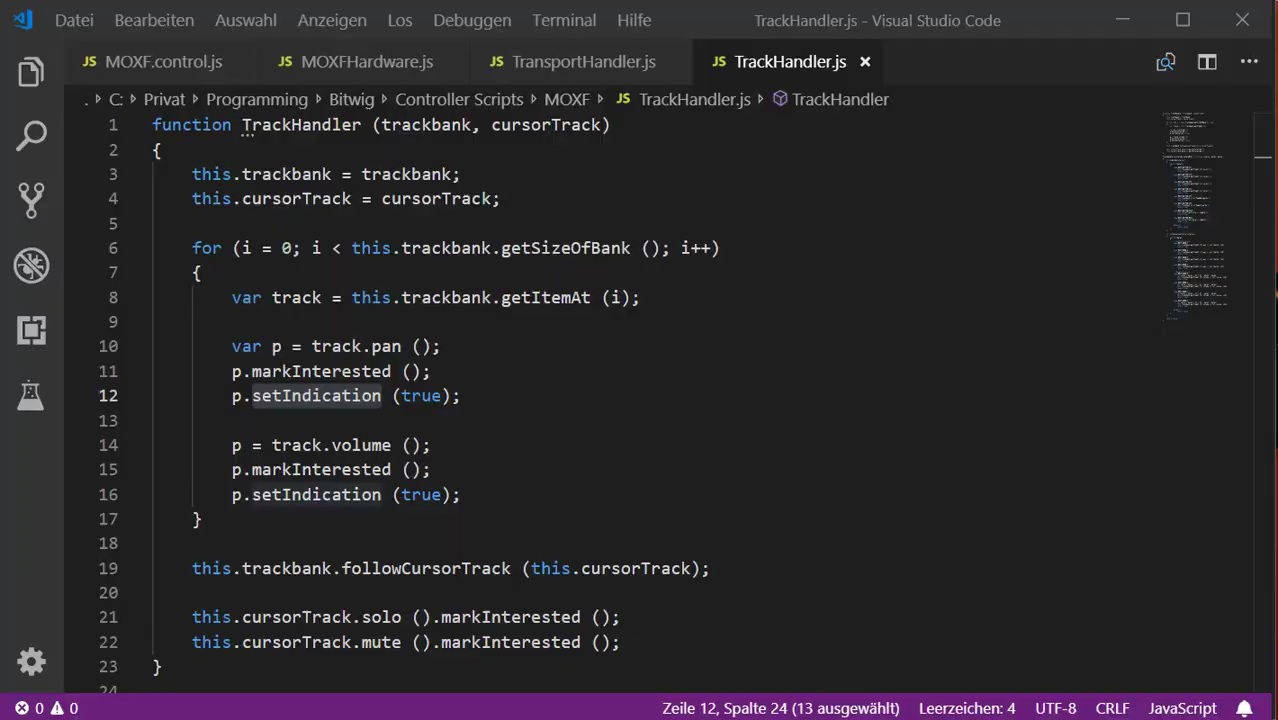 Datei Bearbeiten Auswahl Anzeigen Los Debuggen Terminal Hilfe TrackHandler.js - Visual Studio Code
JS MOXF.control.js JS MOXFHardware.js JS TransportHandler.js JS TrackHandler.js
. > C: > Privat > Programming > Bitwig > Controller Scripts > MOXF > JS TrackHandler.js > TrackHandler
1 function TrackHandler (trackbank, cursorTrack)
2 {
3 this.trackbank = trackbank;
4 this.cursorTrack = cursorTrack;
5
6 for (i = 0; i < this.trackbank.getSizeOfBank (); i++)
7 {
8 var track = this.trackbank.getItemAt (i);
9
10 var p = track.pan ();
11 p.markInterested ();
12 p.setIndication (true);
13
14 p = track.volume ();
15 p.markInterested ();
16 p.setIndication (true);
17 }
18
19 this.trackbank.followCursorTrack (this.cursorTrack);
20
21 this.cursorTrack.solo ().markInterested ();
22 this.cursorTrack.mute ().markInterested ();
23 }
24
0 0 Zeile 12, Spalte 24 (13 ausgewählt) Leerzeichen: 4 UTF-8 CRLF JavaScript